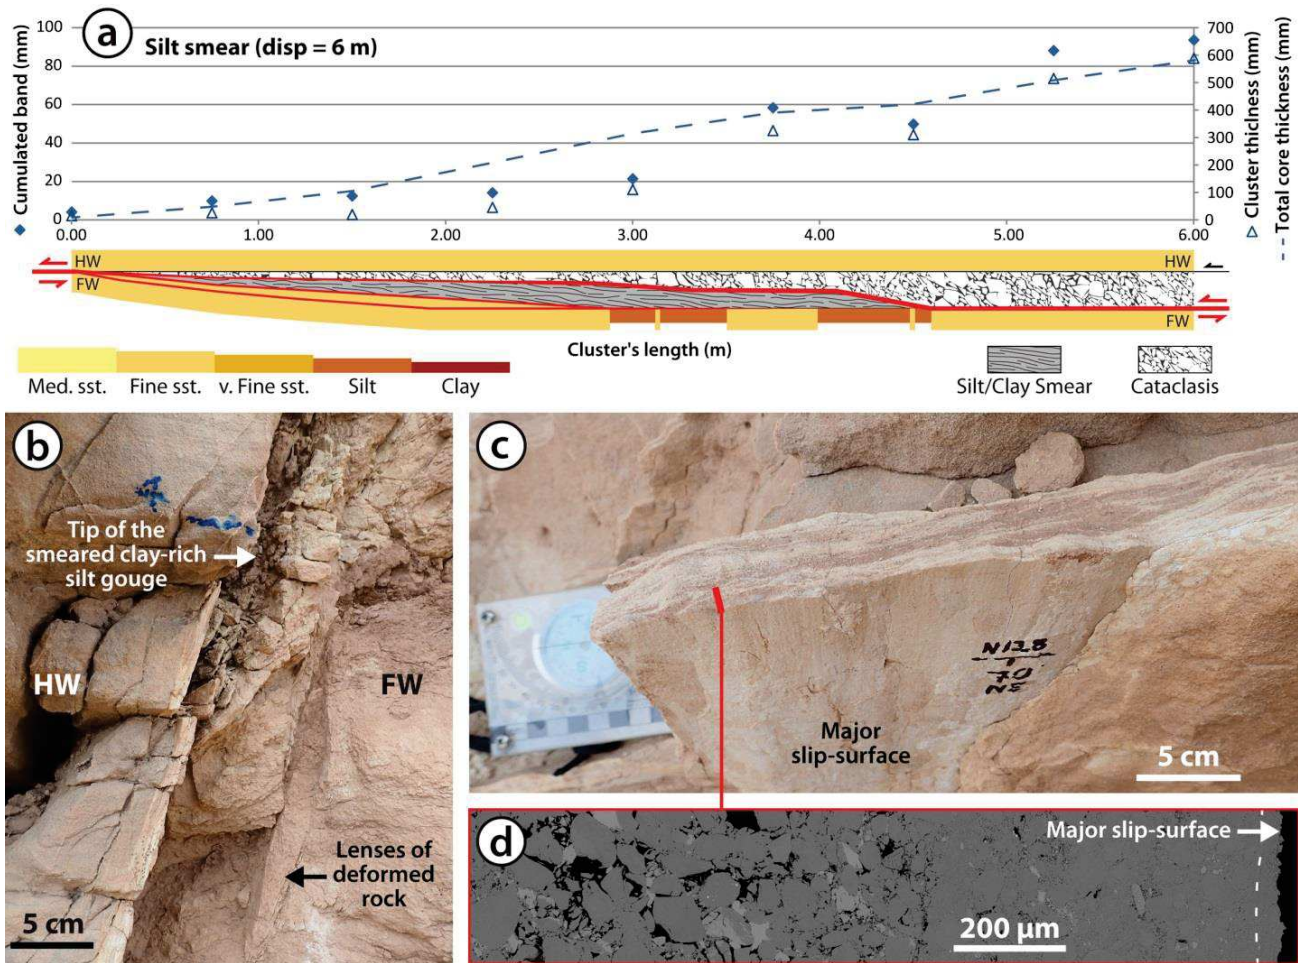 a
Silt smear (disp = 6 m)
Cumulated band (mm)
100
80
60
40
20
0
700
600
500
400
300
200
100
0
Cluster thiclness (mm)
Total core thickness (mm)
0.00 1.00 2.00 3.00 4.00 5.00 6.00
HW HW
FW FW
Cluster's length (m)
Med. sst. Fine sst. v. Fine sst. Silt Clay
Silt/Clay Smear Cataclasis
b
Tip of the
smeared clay-rich
silt gouge
HW
FW
Lenses of
deformed
rock
5 cm
c
N128
70
NE
Major
slip-surface
5 cm
d
Major slip-surface
200 µm